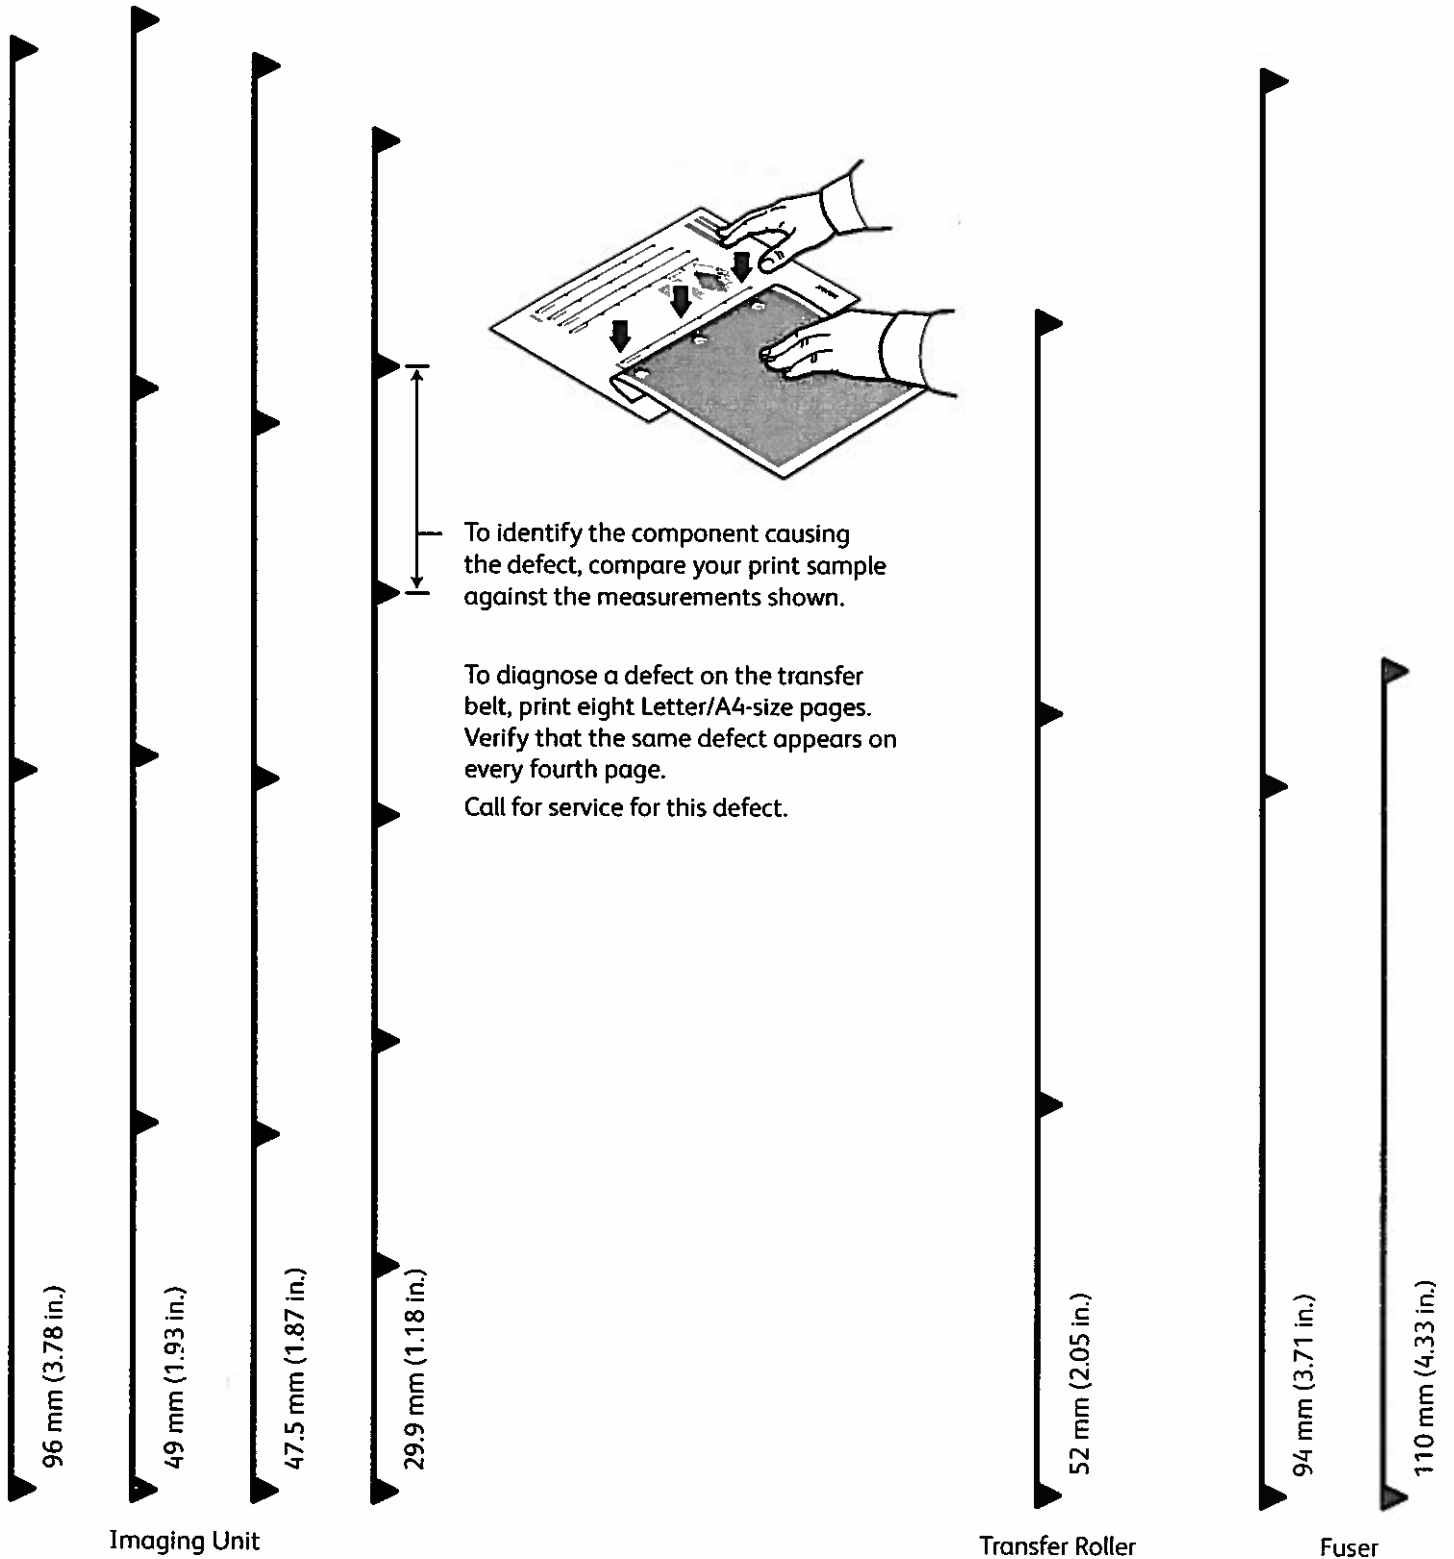 To identify the component causing
the defect, compare your print sample
against the measurements shown.
To diagnose a defect on the transfer
belt, print eight Letter/A4-size pages.
Verify that the same defect appears on
every fourth page.
Call for service for this defect.
96 mm (3.78 in.)
49 mm (1.93 in.)
47.5 mm (1.87 in.)
29.9 mm (1.18 in.)
52 mm (2.05 in.)
94 mm (3.71 in.)
110 mm (4.33 in.)
Imaging Unit
Transfer Roller
Fuser